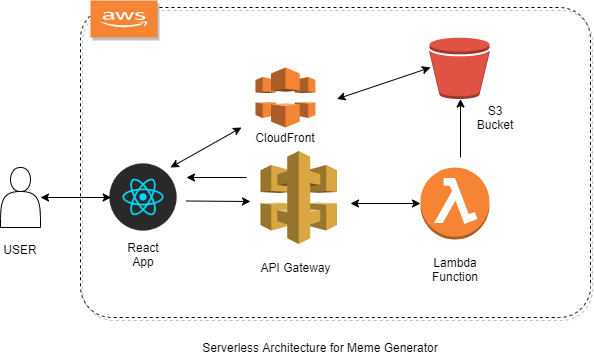 aws
S3
Bucket
CloudFront
USER
React
App
API Gateway
Lambda
Function
Serverless Architecture for Meme Generator